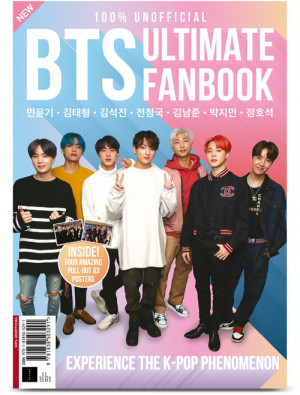 NEW
100% UNOFFICIAL
BTS ULTIMATE
FANBOOK
민윤기 • 김태형 • 김석진 • 전정국 • 김남준 • 박지민 • 정호석
INSIDE!
FOUR AMAZING
PULL-OUT A3
POSTERS
EXPERIENCE THE K-POP PHENOMENON